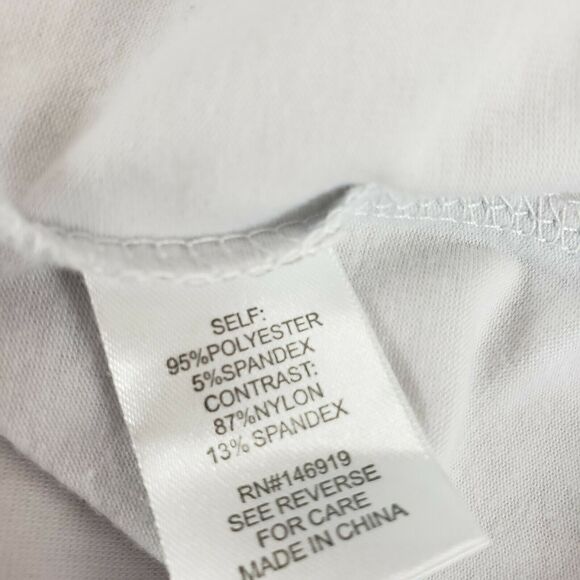 SELF:
95%POLYESTER
5%SPANDEX
CONTRAST:
87%NYLON
13% SPANDEX
RN#146919
SEE REVERSE
FOR CARE
MADE IN CHINA